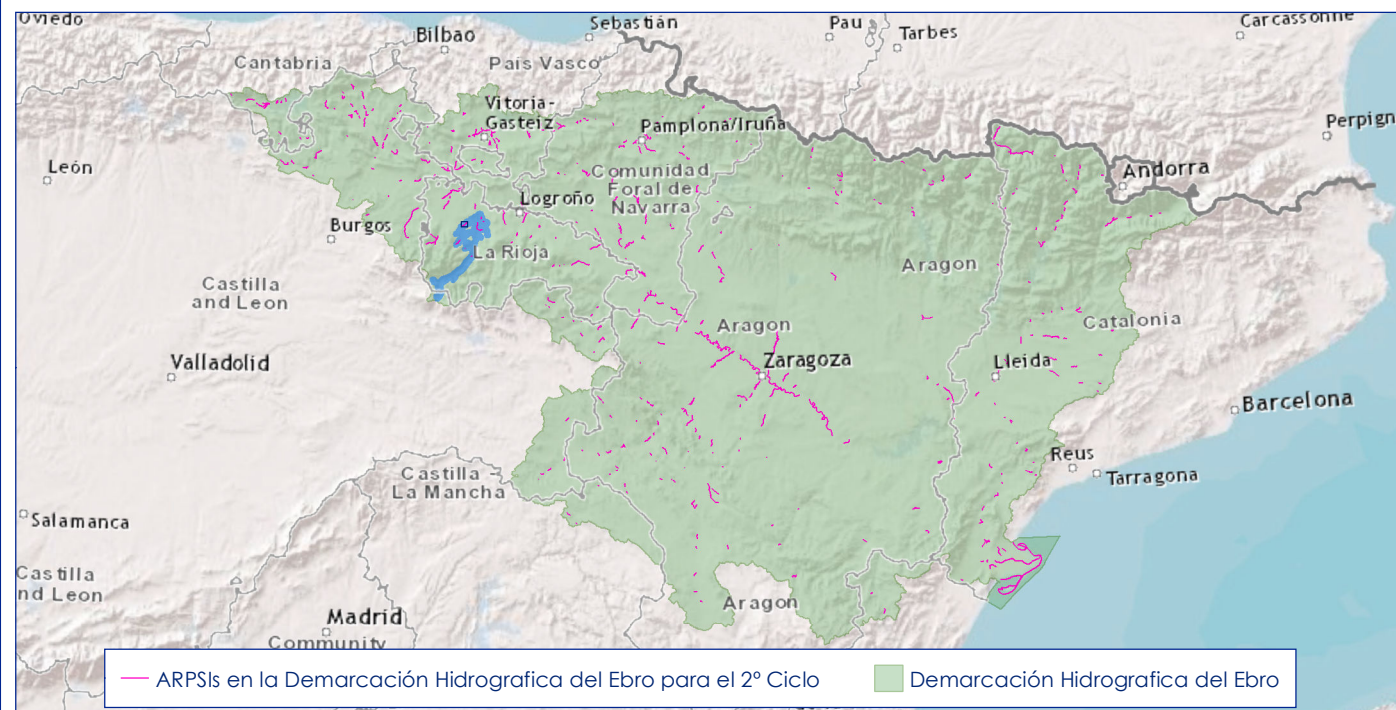 Oviedo
Bilbao
Sebastián
Pau
Tarbes
Carcassonne
Cantabria
Pais Vasco
Vitoria-
Gasteiz
Pamplona/Iruña
Perpign
León
Comunidad
Foral de
Navarra
Andorra
Logroño
Burgos
La Rioja
Aragon
Castilla
and Leon
Aragon
Catalonia
Valladolid
Zaragoza
Lleida
Barcelona
Reus
Castilla -
La Mancha
Tarragona
Salamanca
Castilla
nd Leon
Aragon
Madrid
Community
ARPSIs en la Demarcación Hidrografica del Ebro para el 2º Ciclo
Demarcación Hidrografica del Ebro